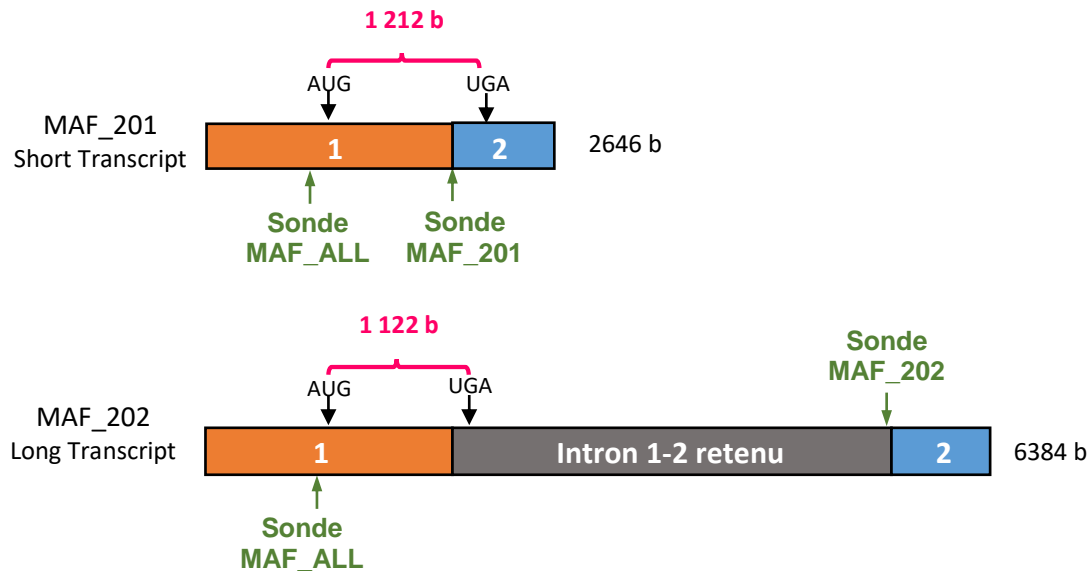 1 212 b
AUG
UGA
MAF_201
Short Transcript
1
2
2646 b
Sonde
MAF_ALL
Sonde
MAF_201
1 122 b
Sonde
MAF_202
AUG
UGA
MAF_202
Long Transcript
1
Intron 1-2 retenu
2
6384 b
Sonde
MAF_ALL